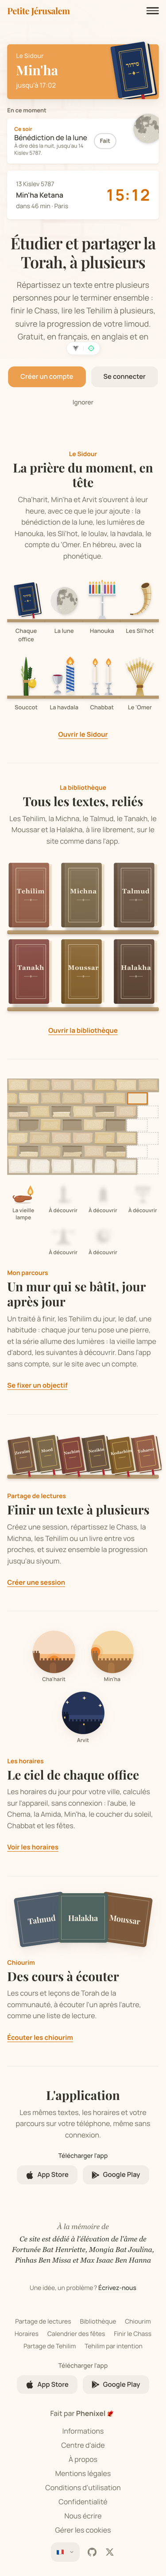 Petite Jérusalem
Le Sidour
Min'ha
jusqu'à 17:02
En ce moment
Ce soir
Bénédiction de la lune
À dire dès la nuit, jusqu'au 14
Kislev 5787
Fait
13 Kislev 5787
Min'ha Ketana
dans 46 min · Paris
15:12
Étudier et partager la
Torah, à plusieurs
Répartissez un texte entre plusieurs
personnes pour le terminer ensemble :
finir le Chass, lire les Tehilim à plusieurs,
suivre la progression de votre limoud.
Gratuit, en français, en anglais et en
Créer un compte
Se connecter
Ignorer
Le Sidour
La prière du moment, en
tête
Cha'harit, Min'ha et Arvit s'ouvrent à leur
heure, avec ce que le jour ajoute : la
bénédiction de la lune, les lumières de
Hanouka, les Sli'hot, le loulav, la havdala, le
compte du 'Omer. En hébreu, avec la
phonétique.
Chaque
office
La lune
Hanouka
Les Sli'hot
Souccot
La havdala
Chabbat
Le 'Omer
Ouvrir le Sidour
La bibliothèque
Tous les textes, reliés
Les Tehilim, la Michna, le Talmud, le Tanakh, le
Moussar et la Halakha, à lire librement, sur le
site comme dans l'app.
Tehilim
Michna
Talmud
Tanakh
Moussar
Halakha
Ouvrir la bibliothèque
La vieille
lampe
À découvrir
À découvrir
À découvrir
À découvrir
À découvrir
Mon parcours
Un mur qui se bâtit, jour
après jour
Un traité à finir, les Tehilim du jour, le daf, une
habitude : chaque jour tenu pose une pierre,
et la série allume des lumières : la vieille lampe
d'abord, les suivantes à découvrir. Dans l'app
sans compte, sur le site avec un compte.
Se fixer un objectif
Partage de lectures
Finir un texte à plusieurs
Créez une session, répartissez le Chass, la
Michna, les Tehilim ou un livre entre vos
proches, et suivez ensemble la progression
jusqu'au siyoum.
Créer une session
Cha'harit
Min'ha
Arvit
Les horaires
Le ciel de chaque office
Les horaires du jour pour votre ville, calculés
sur l'appareil, sans connexion : l'aube, le
Chema, la Amida, Min'ha, le coucher du soleil,
Chabbat et les fêtes.
Voir les horaires
Talmud
Halakha
Moussar
Chiourim
Des cours à écouter
Les cours et leçons de Torah de la
communauté, à écouter l'un après l'autre,
comme une liste de lecture.
Écouter les chiourim
L'application
Les mêmes textes, les horaires et votre
parcours sur votre téléphone, même sans
connexion.
Télécharger l'app
App Store
Google Play
À la mémoire de
Ce site est dédié à l'élévation de l'âme de
Fortunée Bat Henriette, Mongia Bat Joulina,
Pinhas Ben Missa et Max Isaac Ben Hanna
Une idée, un problème ? Écrivez-nous
Partage de lectures
Bibliothèque
Chiourim
Horaires
Calendrier des fêtes
Finir le Chass
Partage de Tehilim
Tehilim par intention
Télécharger l'app
App Store
Google Play
Fait par Phenixel
Informations
Centre d'aide
À propos
Mentions légales
Conditions d'utilisation
Confidentialité
Nous écrire
Gérer les cookies